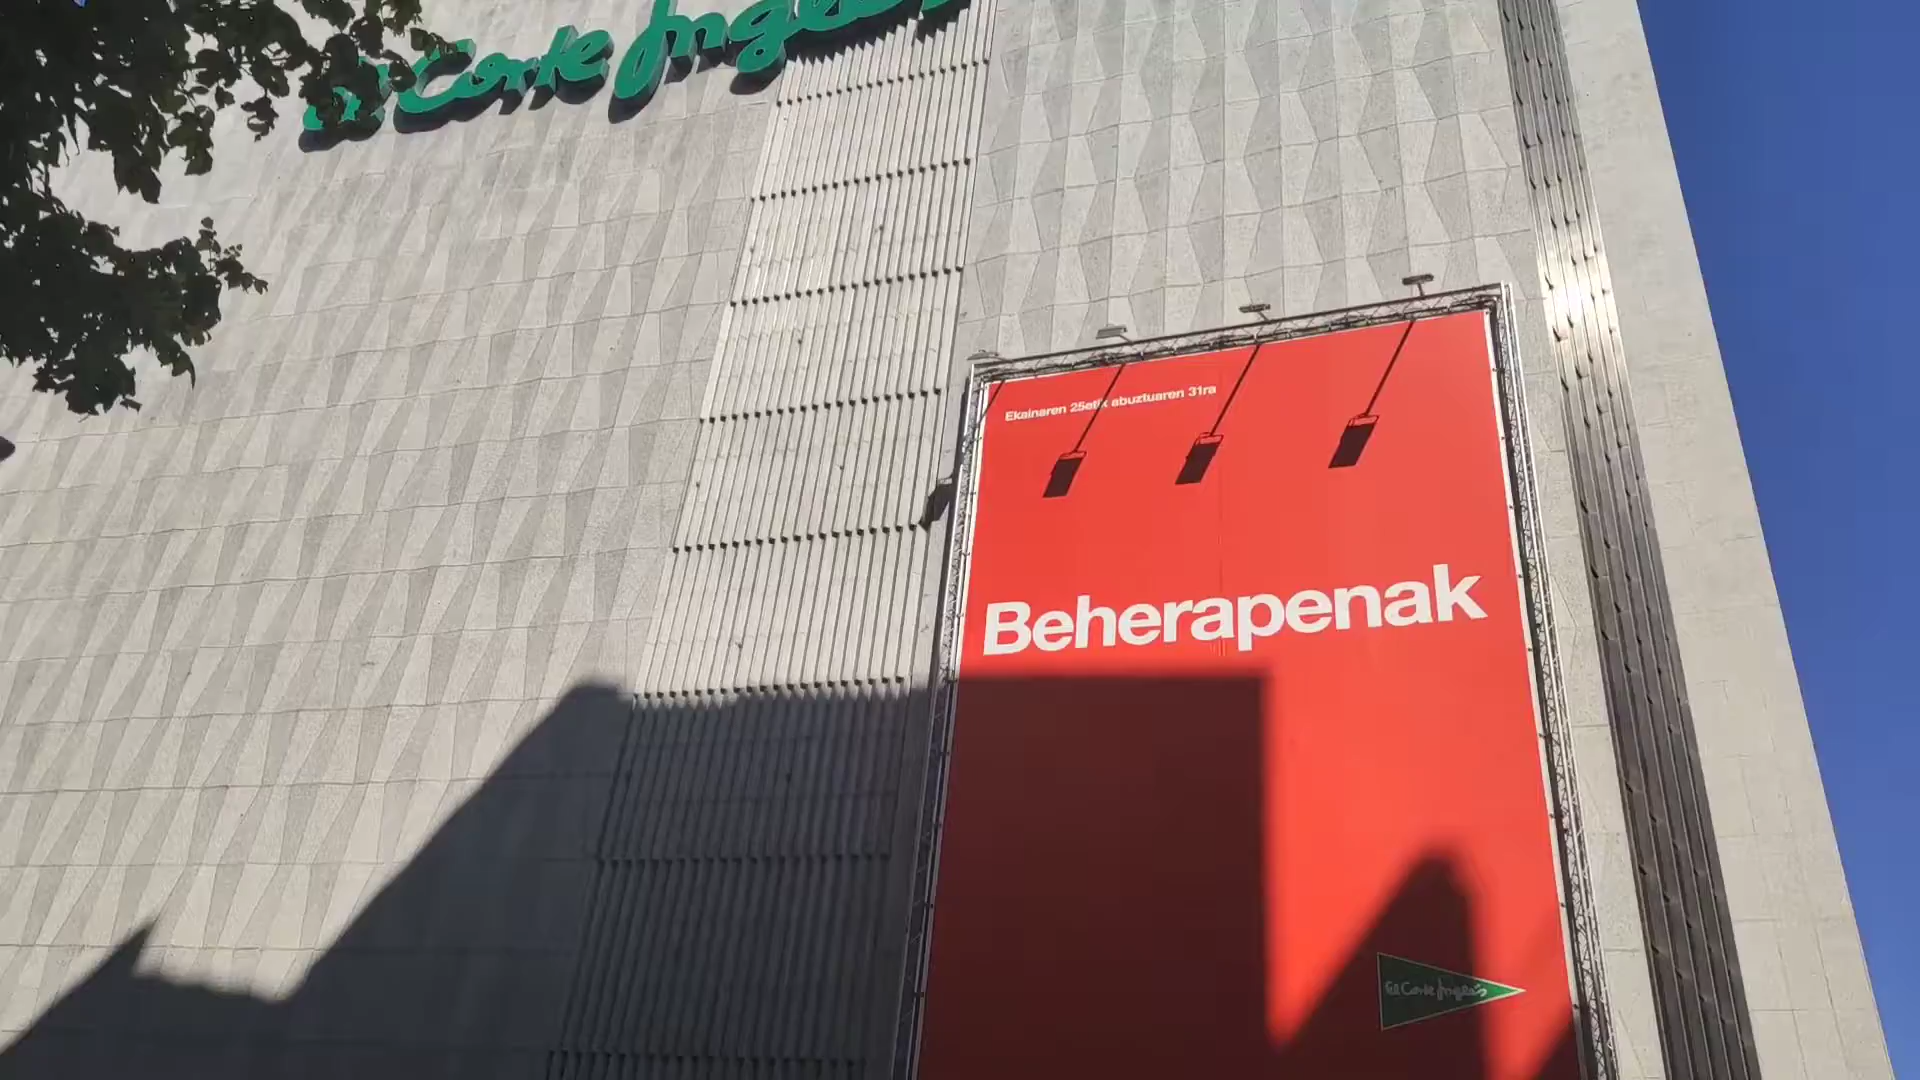 El Corte Inglés
Ekainaren 25etik abuztuaren 31ra
Beherapenak
El Corte Inglés